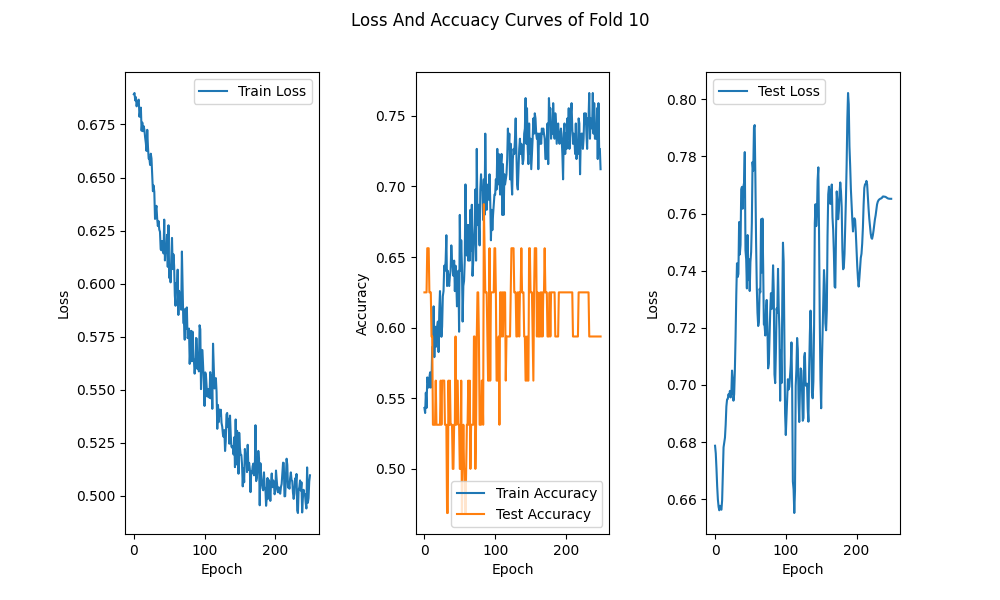 Loss And Accuacy Curves of Fold 10
Train Loss
0.675
0.650
0.625
0.600
0.575
0.550
0.525
0.500
Loss
0 100 200
Epoch
0.75
0.70
0.65
0.60
0.55
0.50
Accuracy
Train Accuracy
Test Accuracy
0 100 200
Epoch
Test Loss
0.80
0.78
0.76
0.74
0.72
0.70
0.68
0.66
Loss
0 100 200
Epoch